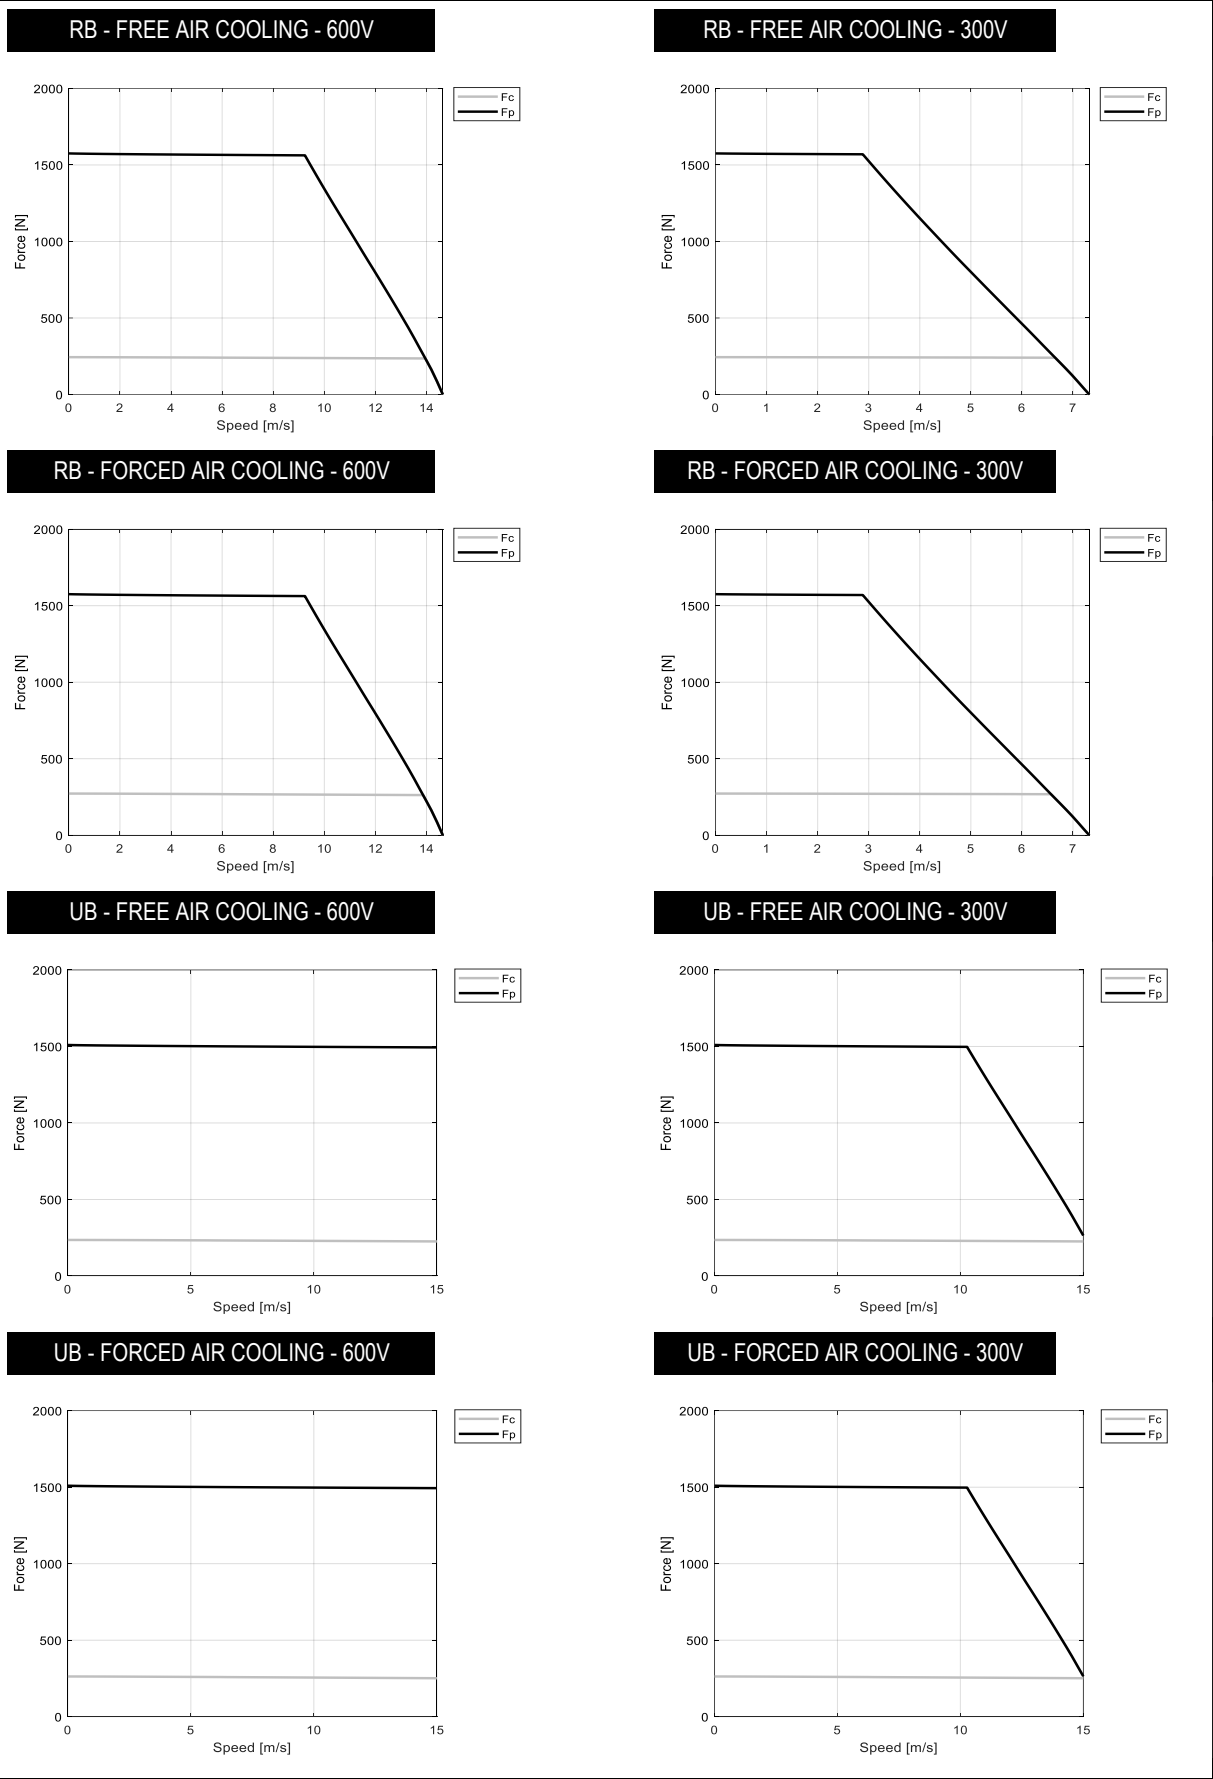 RB - FREE AIR COOLING - 600V
2000
1500
1000
500
0
Force [N]
0 2 4 6 8 10 12 14
Speed [m/s]
Fc
Fp
RB - FREE AIR COOLING - 300V
2000
1500
1000
500
0
Force [N]
0 1 2 3 4 5 6 7
Speed [m/s]
Fc
Fp
RB - FORCED AIR COOLING - 600V
2000
1500
1000
500
0
Force [N]
0 2 4 6 8 10 12 14
Speed [m/s]
Fc
Fp
RB - FORCED AIR COOLING - 300V
2000
1500
1000
500
0
Force [N]
0 1 2 3 4 5 6 7
Speed [m/s]
Fc
Fp
UB - FREE AIR COOLING - 600V
2000
1500
1000
500
0
Force [N]
0 5 10 15
Speed [m/s]
Fc
Fp
UB - FREE AIR COOLING - 300V
2000
1500
1000
500
0
Force [N]
0 5 10 15
Speed [m/s]
Fc
Fp
UB - FORCED AIR COOLING - 600V
2000
1500
1000
500
0
Force [N]
0 5 10 15
Speed [m/s]
Fc
Fp
UB - FORCED AIR COOLING - 300V
2000
1500
1000
500
0
Force [N]
0 5 10 15
Speed [m/s]
Fc
Fp